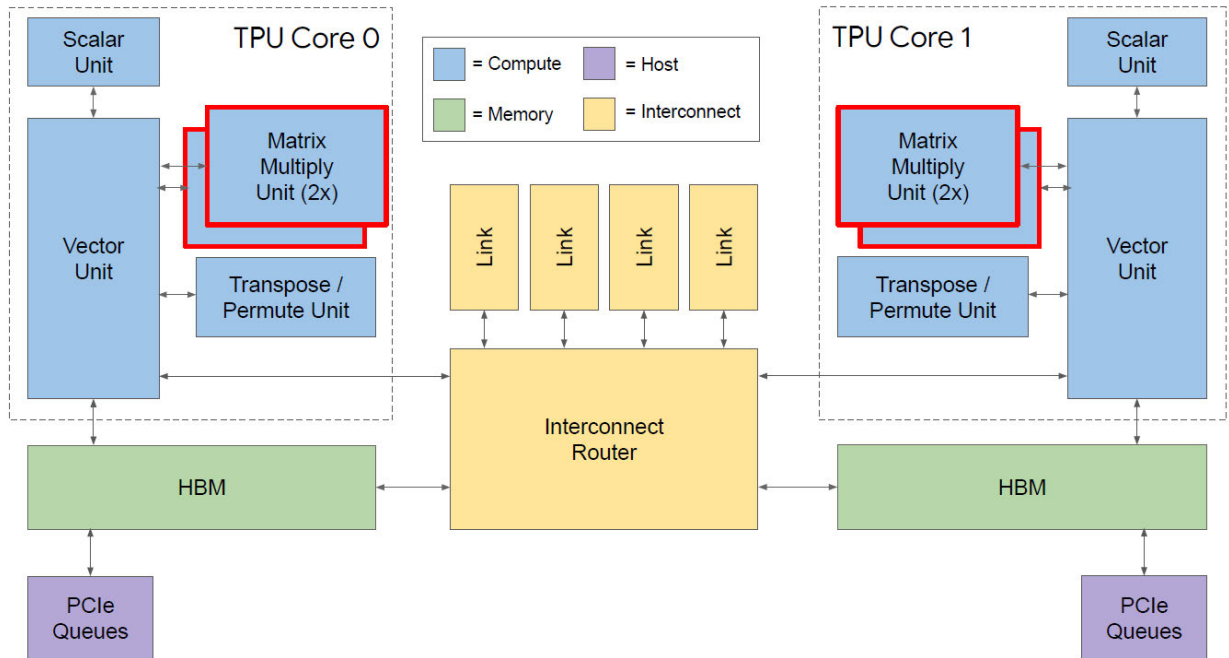 TPU Core 0
Scalar
Unit
Matrix
Multiply
Unit (2x)
Vector
Unit
Transpose /
Permute Unit
HBM
PCIe
Queues
= Compute
= Host
= Memory
= Interconnect
Link
Link
Link
Link
Interconnect
Router
TPU Core 1
Scalar
Unit
Matrix
Multiply
Unit (2x)
Vector
Unit
Transpose /
Permute Unit
HBM
PCIe
Queues